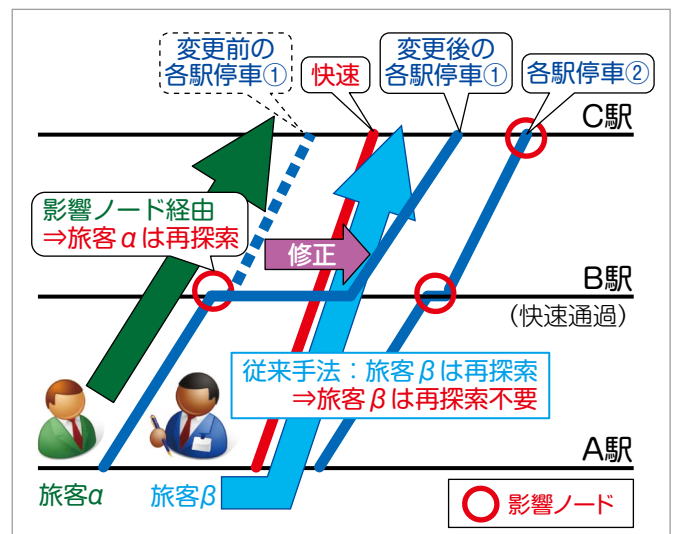 変更前の
各駅停車①
快速
変更後の
各駅停車①
各駅停車②
C駅
影響ノード経由
⇒旅客αは再探索
修正
B駅
(快速通過)
従来手法：旅客βは再探索
⇒旅客βは再探索不要
A駅
旅客α
旅客β
影響ノード